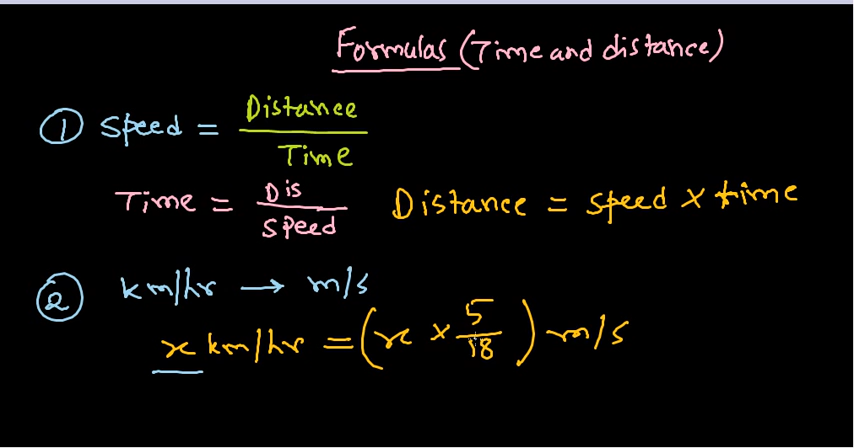 Formulas (Time and distance)
① Speed = Distance / Time
Time = Dis / Speed Distance = speed × time
② km/hr → m/s
x km/hr = (x × 5/18) m/s